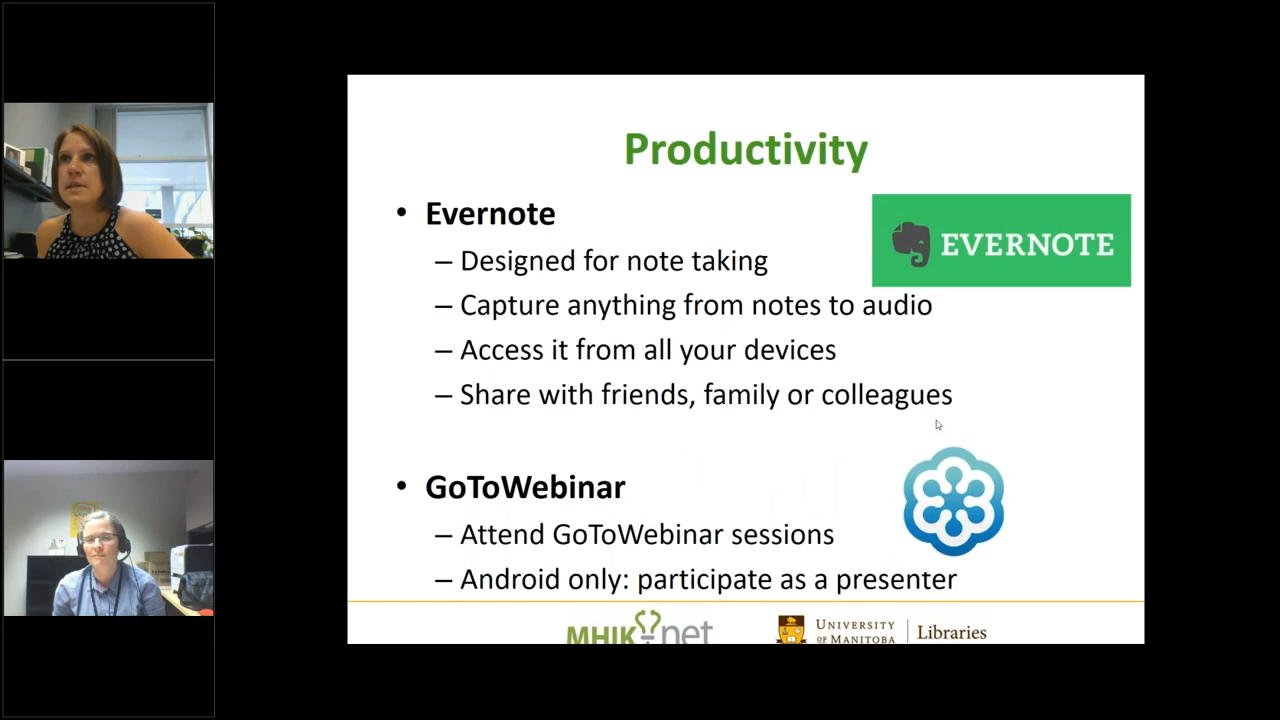 Productivity
• Evernote
– Designed for note taking
– Capture anything from notes to audio
– Access it from all your devices
– Share with friends, family or colleagues
EVERNOTE
• GoToWebinar
– Attend GoToWebinar sessions
– Android only: participate as a presenter
MHIKnet
UNIVERSITY OF MANITOBA | Libraries